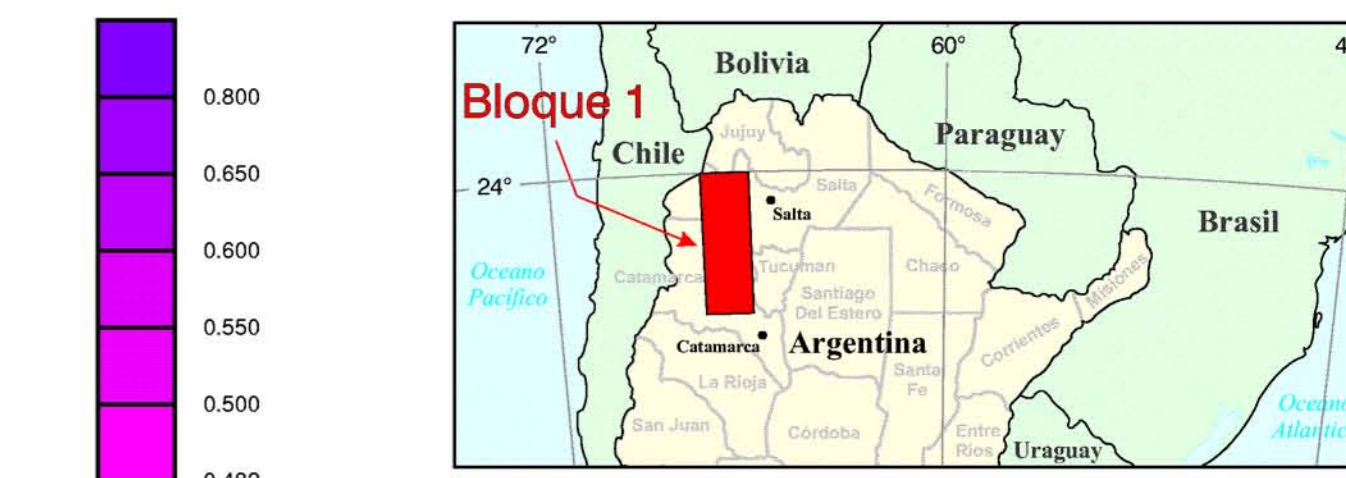 0.800
0.650
0.600
0.550
0.500
72°
60°
Bolivia
Bloque 1
Jujuy
Paraguay
Chile
24°
Salta
Salta
Formosa
Brasil
Oceano
Pacífico
Catamarca
Tucuman
Chaco
Misiones
Santiago
Del Estero
Corrientes
Catamarca
Argentina
La Rioja
Santa
Fe
San Juan
Córdoba
Entre
Rios
Uraguay